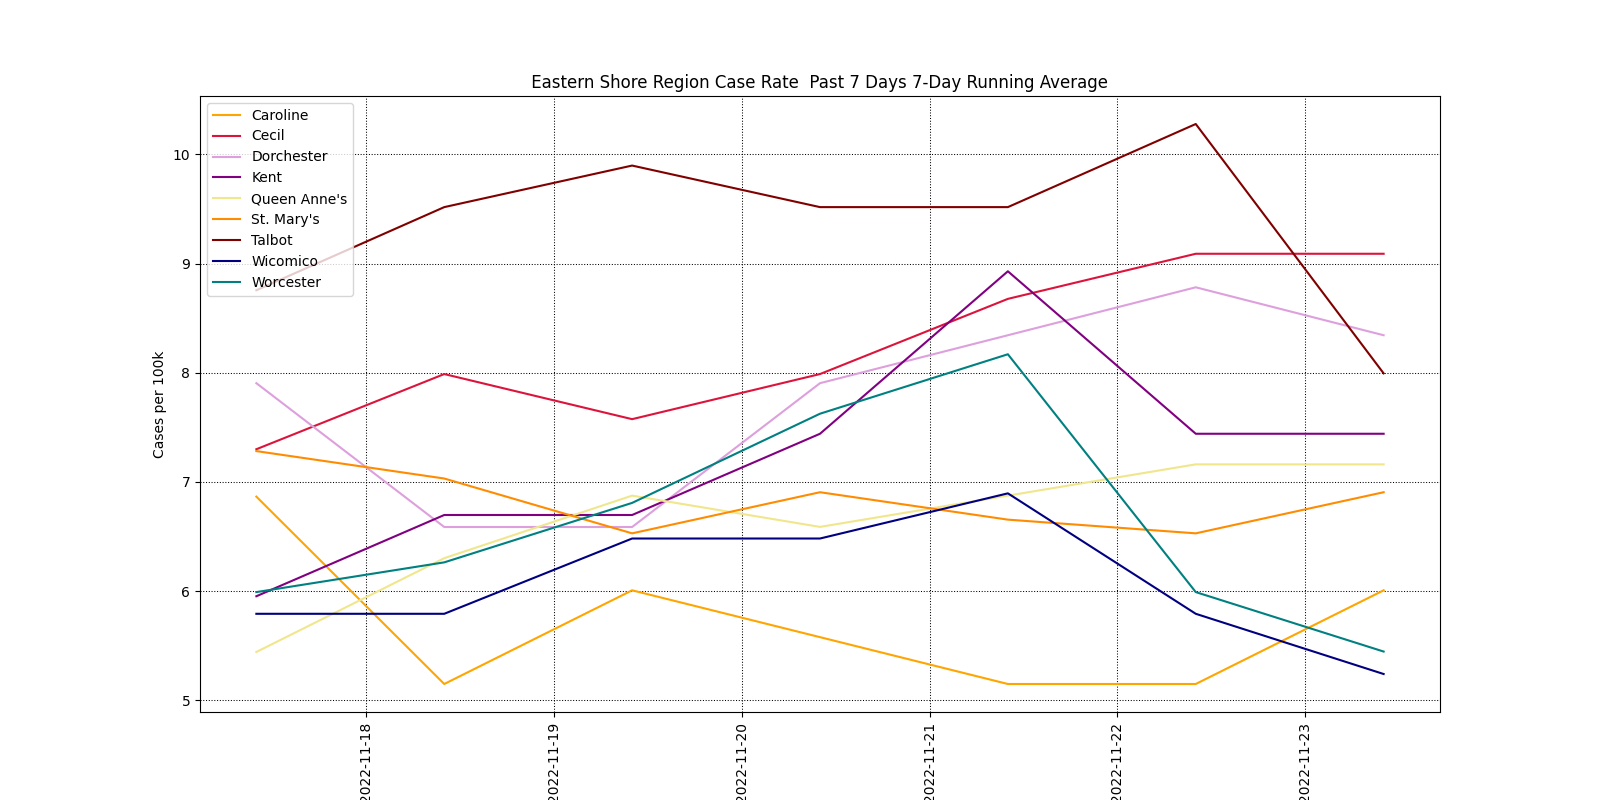 Eastern Shore Region Case Rate  Past 7 Days 7-Day Running Average
Caroline
Cecil
Dorchester
Kent
Queen Anne's
St. Mary's
Talbot
Wicomico
Worcester
Cases per 100k
10
9
8
7
6
5
2022-11-18
2022-11-19
2022-11-20
2022-11-21
2022-11-22
2022-11-23